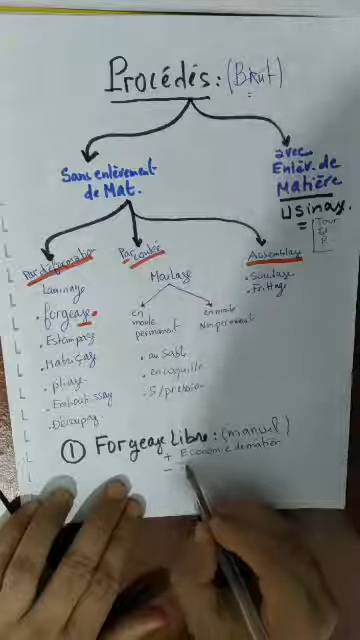 Procédés: (Brut)
Sans enlèvement
de Mat.
avec
Enlèv. de
Matière
usinage
Tour
Par déformation
Laminage
. forgeage.
. Estampage
. Matriçage
. pliage
. Emboutissage
. Découpage
Par coulée
Moulage
en
moule
permanent
en moule
Non permanent
. au sable
. en coquille
. S/pression
Assemblage
. Soudage
. Frittage
1 Forgeage Libre: (manuel)
+ Economie de matière
-